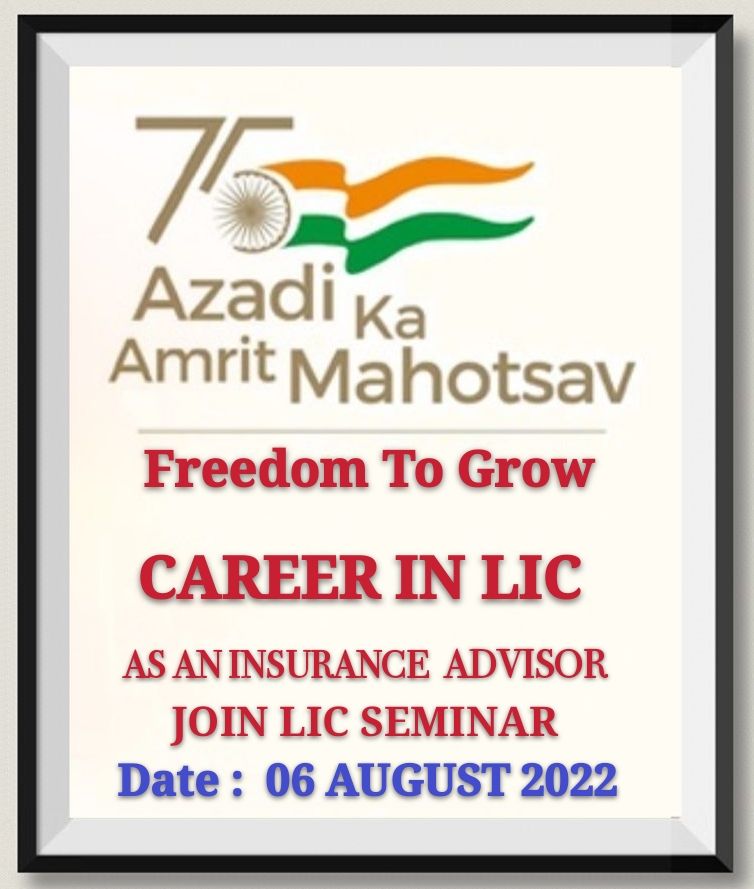 75
Azadi Ka
Amrit Mahotsav
Freedom To Grow
CAREER IN LIC
AS AN INSURANCE ADVISOR
JOIN LIC SEMINAR
Date : 06 AUGUST 2022